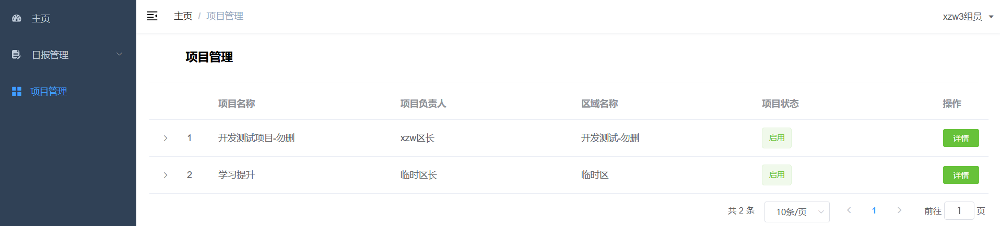 主页
日报管理
项目管理
主页 / 项目管理
xzw3组员
项目管理
项目名称 项目负责人 区域名称 项目状态 操作
1 开发测试项目-勿删 xzw区长 开发测试-勿删 启用 详情
2 学习提升 临时区长 临时区 启用 详情
共 2 条 10条/页 1 前往 1 页